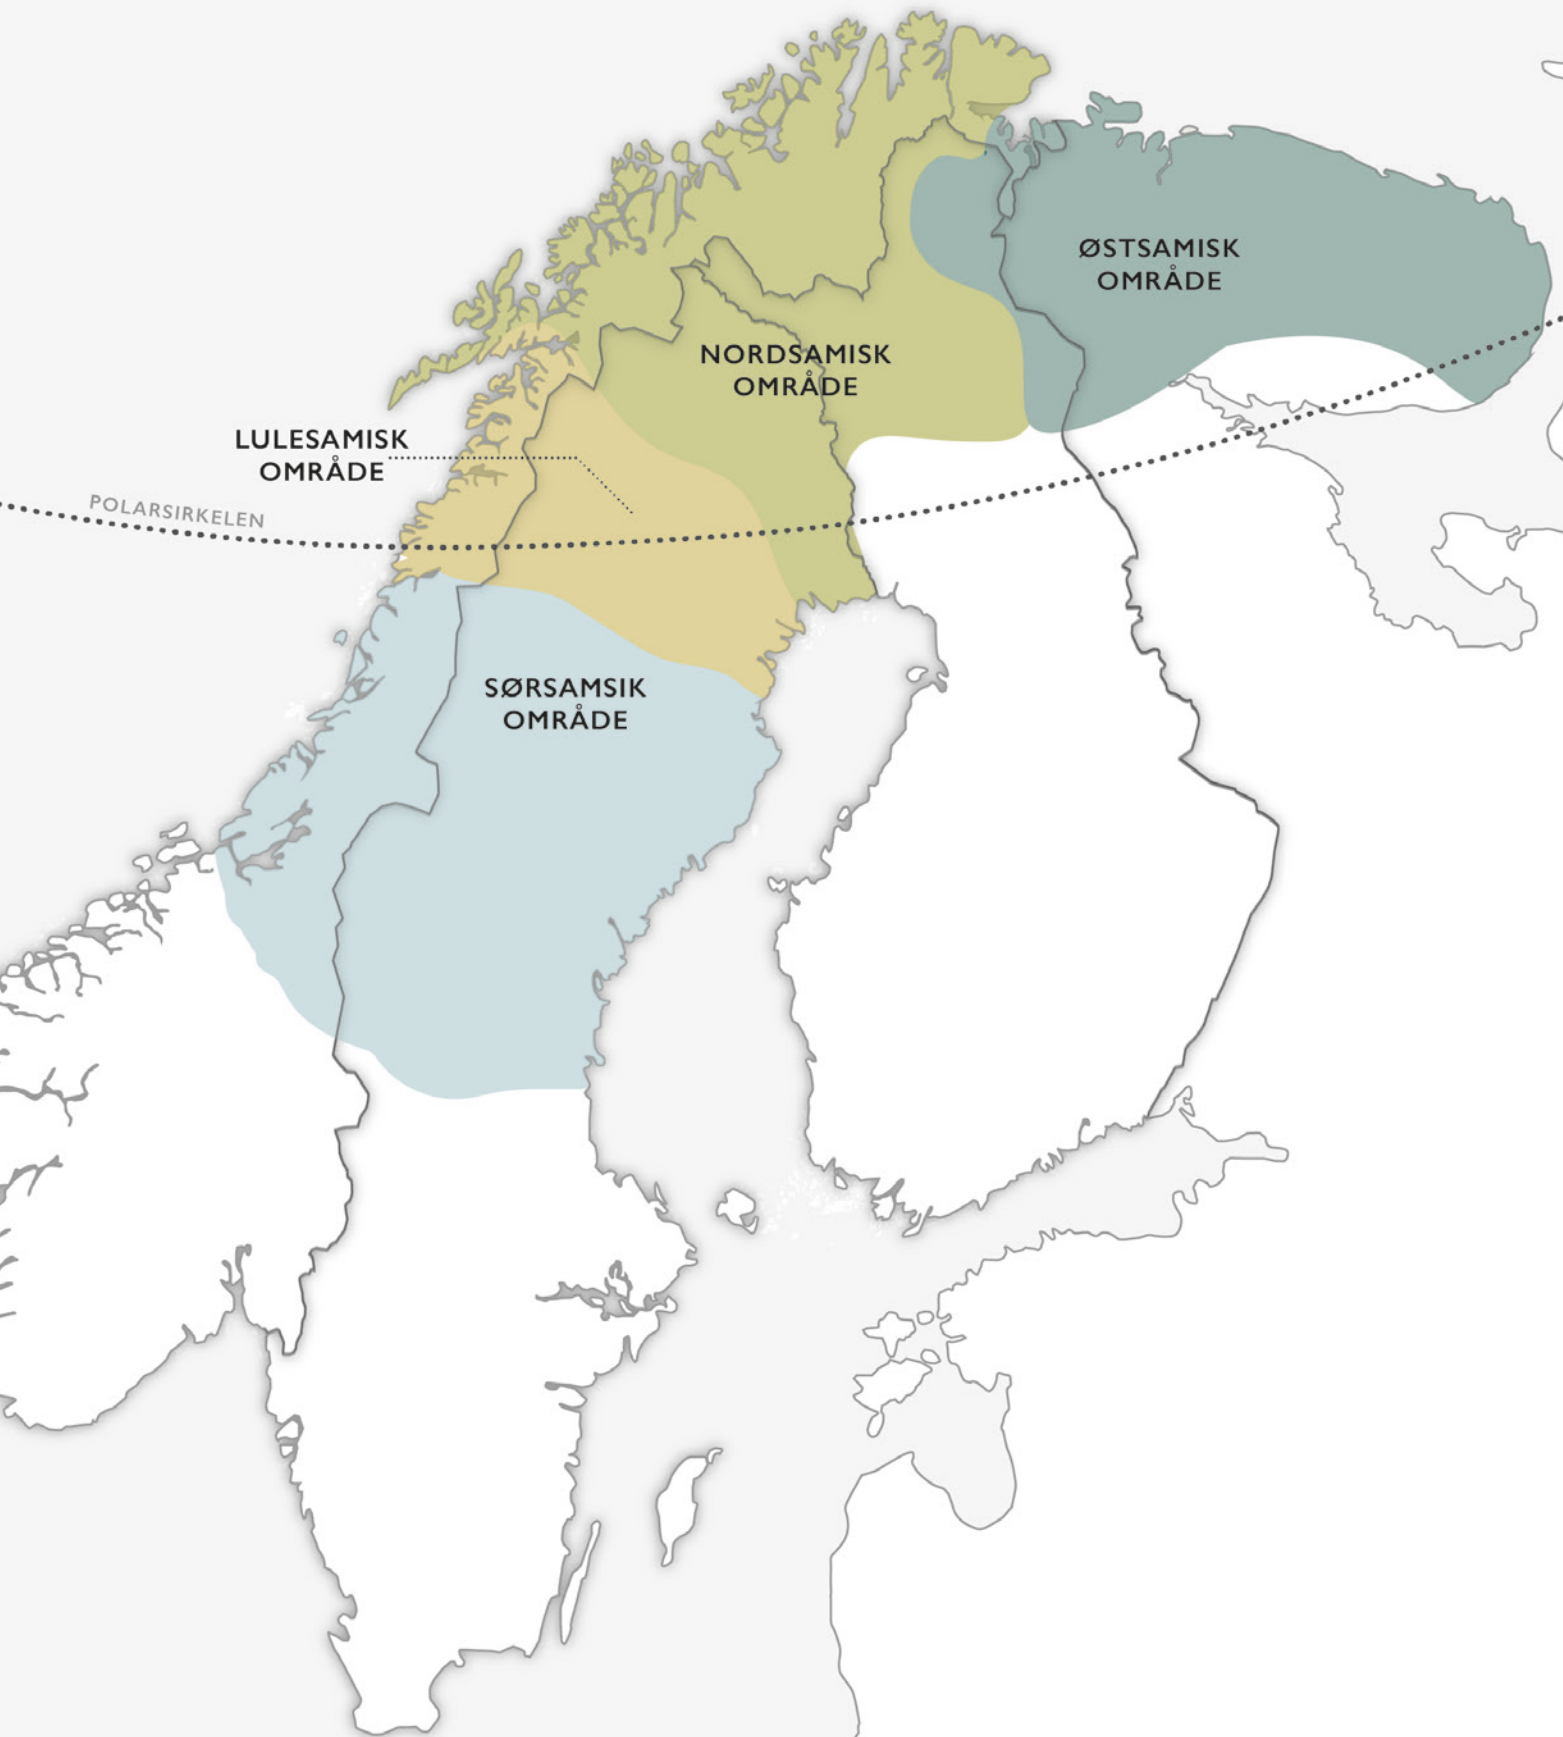 ØSTSAMISK
OMRÅDE
NORDSAMISK
OMRÅDE
LULESAMISK
OMRÅDE
POLARSIRKELEN
SØRSAMSIK
OMRÅDE